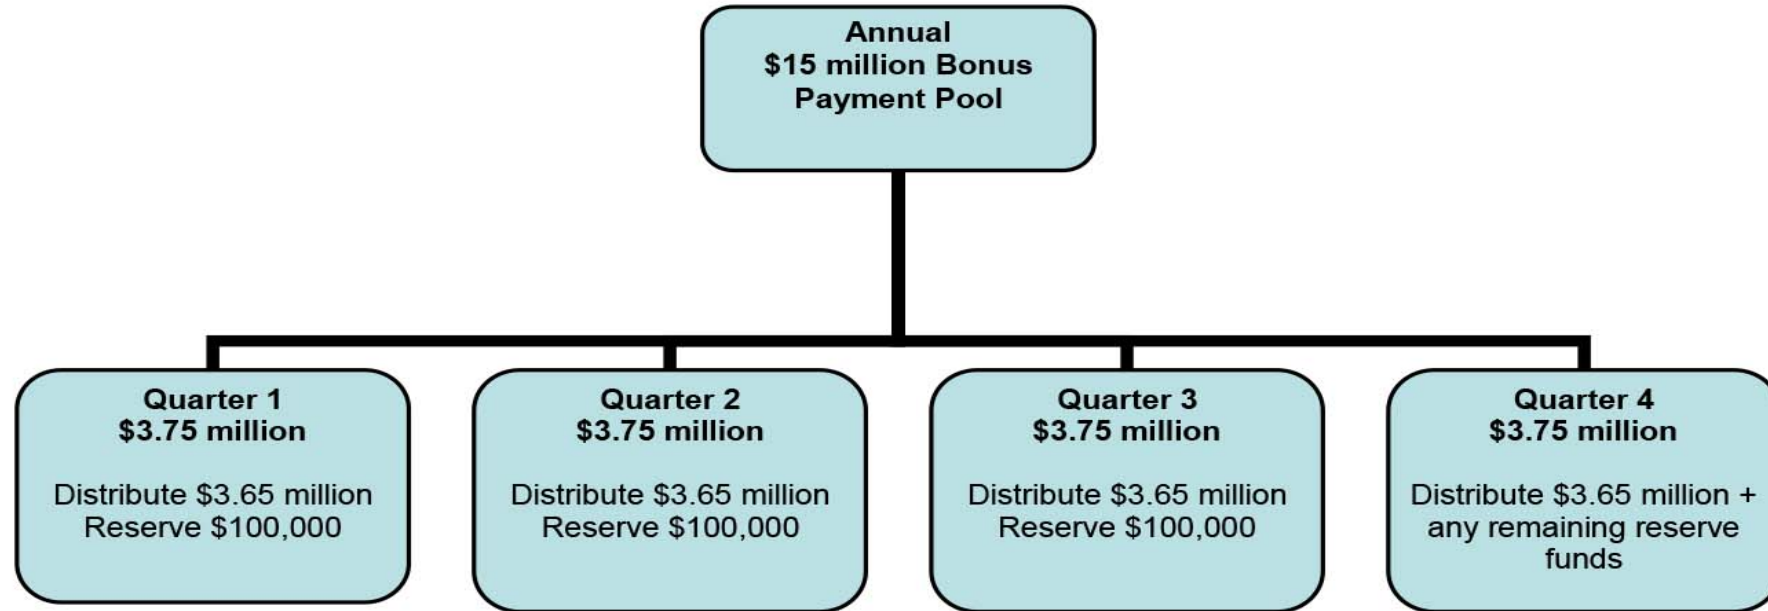 Annual
$15 million Bonus
Payment Pool
Quarter 1
$3.75 million
Distribute $3.65 million
Reserve $100,000
Quarter 2
$3.75 million
Distribute $3.65 million
Reserve $100,000
Quarter 3
$3.75 million
Distribute $3.65 million
Reserve $100,000
Quarter 4
$3.75 million
Distribute $3.65 million +
any remaining reserve
funds